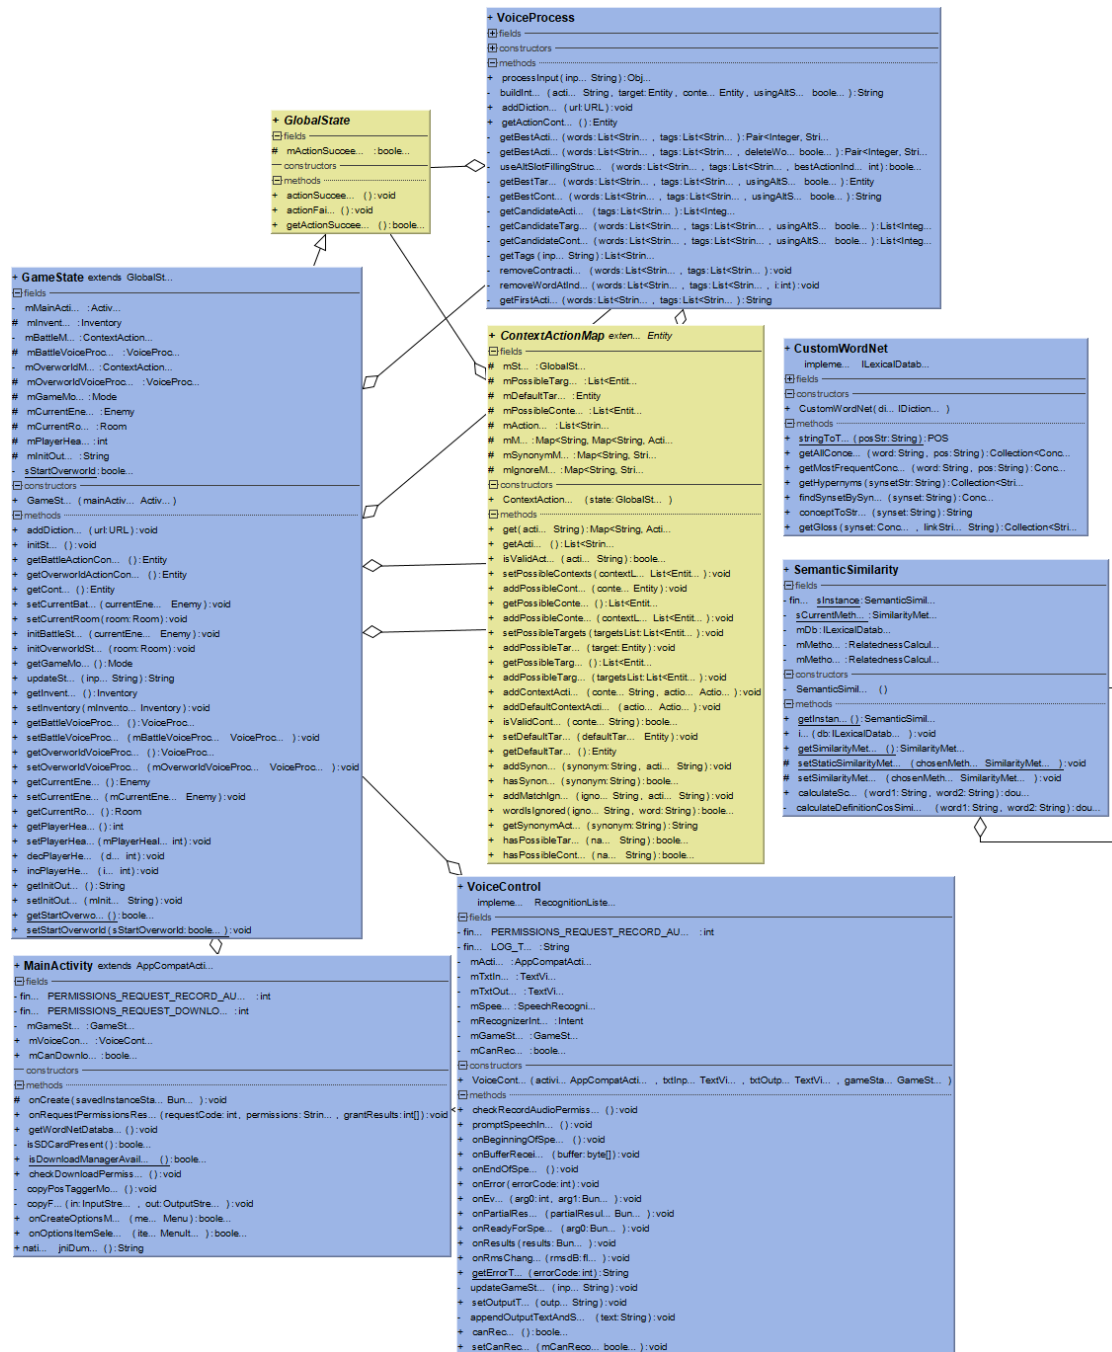 + VoiceProcess
fields
constructors
methods
+ processInput(inp... String):Obj...
- buildInt... (acti... String, target:Entity, conte... Entity, usingAltS... boole... ):String
+ addDiction... (url:URL):void
+ getActionCont... ():Entity
- getBestActi... (words:List<Strin... , tags:List<Strin... ):Pair<Integer, Stri...
- getBestActi... (words:List<Strin... , tags:List<Strin... , deleteWo... boole... ):Pair<Integer, Stri...
- useAltSlotFillingStruc... (words:List<Strin... , tags:List<Strin... , bestActionInd... int):boole...
- getBestTar... (words:List<Strin... , tags:List<Strin... , usingAltS... boole... ):Entity
- getBestCont... (words:List<Strin... , tags:List<Strin... , usingAltS... boole... ):String
- getCandidateActi... (tags:List<Strin... ):List<Integ...
- getCandidateTarg... (words:List<Strin... , tags:List<Strin... , usingAltS... boole... ):List<Integ...
- getCandidateCont... (words:List<Strin... , tags:List<Strin... , usingAltS... boole... ):List<Integ...
- getTags(inp... String):List<Strin...
- removeContracti... (words:List<Strin... , tags:List<Strin... ):void
- removeWordAtInd... (words:List<Strin... , tags:List<Strin... , i:int):void
- getFirstActi... (words:List<Strin... , tags:List<Strin... ):String
+ GlobalState
fields
# mActionSuccee... :boole...
constructors
methods
+ actionSuccee... ():void
+ actionFai... ():void
+ getActionSuccee... ():boole...
+ GameState extends GlobalSt...
fields
- mMainActi... :Activ...
# mInvent... :Inventory
- mBattleM... :ContextAction...
# mBattleVoiceProc... :VoiceProc...
- mOverworldM... :ContextAction...
# mOverworldVoiceProc... :VoiceProc...
# mGameMo... :Mode
# mCurrentEne... :Enemy
# mCurrentRo... :Room
# mPlayerHea... :int
# mInitOut... :String
- sStartOverworld:boole...
constructors
+ GameSt... (mainActiv... Activ... )
methods
+ addDiction... (url:URL):void
+ initSt... ():void
+ getBattleActionCon... ():Entity
+ getOverworldActionCon... ():Entity
+ getCont... ():Entity
+ setCurrentBat... (currentEne... Enemy):void
+ setCurrentRoom(room:Room):void
+ initBattleSt... (currentEne... Enemy):void
+ initOverworldSt... (room:Room):void
+ getGameMo... ():Mode
+ updateSt... (inp... String):String
+ getInvent... ():Inventory
+ setInventory(mInvento... Inventory):void
+ getBattleVoiceProc... ():VoiceProc...
+ setBattleVoiceProc... (mBattleVoiceProc... VoiceProc... ):void
+ getOverworldVoiceProc... ():VoiceProc...
+ setOverworldVoiceProc... (mOverworldVoiceProc... VoiceProc... ):void
+ getCurrentEne... ():Enemy
+ setCurrentEne... (mCurrentEne... Enemy):void
+ getCurrentRo... ():Room
+ getPlayerHea... ():int
+ setPlayerHea... (mPlayerHeal... int):void
+ decPlayerHe... (d... int):void
+ incPlayerHe... (i... int):void
+ getInitOut... ():String
+ setInitOut... (mInit... String):void
+ getStartOverwo... ():boole...
+ setStartOverworld(sStartOverworld:boole... ):void
+ ContextActionMap exten... Entity
fields
# mSt... :GlobalSt...
# mPossibleTarg... :List<Entit...
# mDefaultTar... :Entity
# mPossibleConte... :List<Entit...
# mAction... :List<Strin...
# mM... :Map<String, Map<String, Acti...
# mSynonymM... :Map<String, Stri...
# mIgnoreM... :Map<String, Stri...
constructors
+ ContextAction... (state:GlobalSt... )
methods
+ get(acti... String):Map<String, Acti...
+ getActi... ():List<Strin...
+ isValidAct... (acti... String):boole...
+ setPossibleContexts(contextL... List<Entit... ):void
+ addPossibleCont... (conte... Entity):void
+ getPossibleConte... ():List<Entit...
+ addPossibleConte... (contextL... List<Entit... ):void
+ setPossibleTargets(targetsList:List<Entit... ):void
+ addPossibleTar... (target:Entity):void
+ getPossibleTarg... ():List<Entit...
+ addPossibleTarg... (targetsList:List<Entit... ):void
+ addContextActi... (conte... String, actio... Actio... ):void
+ addDefaultContextActi... (actio... Actio... ):void
+ isValidCont... (conte... String):boole...
+ setDefaultTar... (defaultTar... Entity):void
+ getDefaultTar... ():Entity
+ addSynon... (synonym:String, acti... String):void
+ hasSynon... (synonym:String):boole...
+ addMatchIgn... (igno... String, acti... String):void
+ wordIsIgnored(igno... String, word:String):boole...
+ getSynonymAct... (synonym:String):String
+ hasPossibleTar... (na... String):boole...
+ hasPossibleCont... (na... String):boole...
+ CustomWordNet
impleme... ILexicalDatab...
fields
constructors
+ CustomWordNet(di... IDiction... )
methods
+ stringToT... (posStr:String):POS
+ getAllConce... (word:String, pos:String):Collection<Conc...
+ getMostFrequentConc... (word:String, pos:String):Conc...
+ getHypernyms(synsetStr:String):Collection<Stri...
+ findSynsetBySyn... (synset:String):Conc...
+ conceptToStr... (synset:String):String
+ getGloss(synset:Conc... , linkStri... String):Collection<Stri...
+ SemanticSimilarity
fields
- fin... sInstance:SemanticSimil...
- sCurrentMeth... :SimilarityMet...
- mDb:ILexicalDatab...
- mMetho... :RelatednessCalcul...
- mMetho... :RelatednessCalcul...
constructors
- SemanticSimil... ()
methods
+ getInstan... ():SemanticSimil...
+ i... (db:ILexicalDatab... ):void
+ getSimilarityMet... ():SimilarityMet...
# setStaticSimilarityMet... (chosenMeth... SimilarityMet... ):void
# setSimilarityMet... (chosenMeth... SimilarityMet... ):void
+ calculateSc... (word1:String, word2:String):dou...
- calculateDefinitionCosSimi... (word1:String, word2:String):dou...
+ MainActivity extends AppCompatActi...
fields
- fin... PERMISSIONS_REQUEST_RECORD_AU... :int
- fin... PERMISSIONS_REQUEST_DOWNLO... :int
- mGameSt... :GameSt...
+ mVoiceCon... :VoiceCont...
+ mCanDownlo... :boole...
constructors
methods
# onCreate(savedInstanceSta... Bun... ):void
+ onRequestPermissionsRes... (requestCode:int, permissions:Strin... , grantResults:int[]):void
+ getWordNetDataba... ():void
- isSDCardPresent():boole...
+ isDownloadManagerAvail... ():boole...
+ checkDownloadPermiss... ():void
- copyPosTaggerMo... ():void
- copyF... (in:InputStre... , out:OutputStre... ):void
+ onCreateOptionsM... (me... Menu):boole...
+ onOptionsItemSele... (ite... MenuIt... ):boole...
+ nati... jniDum... ():String
+ VoiceControl
impleme... RecognitionListe...
fields
- fin... PERMISSIONS_REQUEST_RECORD_AU... :int
- fin... LOG_T... :String
- mActi... :AppCompatActi...
- mTxtIn... :TextVi...
- mTxtOut... :TextVi...
- mSpee... :SpeechRecogni...
- mRecognizerInt... :Intent
- mGameSt... :GameSt...
- mCanRec... :boole...
constructors
+ VoiceCont... (activi... AppCompatActi... , txtInp... TextVi... , txtOutp... TextVi... , gameSta... GameSt... )
methods
+ checkRecordAudioPermiss... ():void
+ promptSpeechIn... ():void
+ onBeginningOfSpe... ():void
+ onBufferRecei... (buffer:byte[]):void
+ onEndOfSpe... ():void
+ onError(errorCode:int):void
+ onEv... (arg0:int, arg1:Bun... ):void
+ onPartialRes... (partialResul... Bun... ):void
+ onReadyForSpe... (arg0:Bun... ):void
+ onResults(results:Bun... ):void
+ onRmsChang... (rmsdB:fl... ):void
+ getErrorT... (errorCode:int):String
- updateGameSt... (inp... String):void
+ setOutputT... (outp... String):void
- appendOutputTextAndS... (text:String):void
+ canRec... ():boole...
+ setCanRec... (mCanReco... boole... ):void